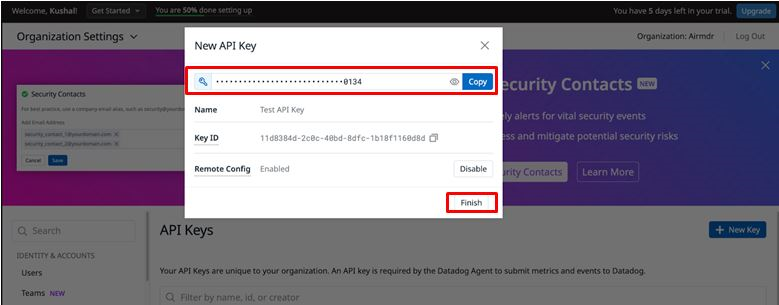 Welcome, Kushal! Get Started You are 50% done setting up You have 5 days left in your trial. Upgrade
Organization Settings Organization: Airmdr Log Out
New API Key
••••••••••••••••••••••••••••0134 Copy
Name Test API Key
Key ID 11d8384d-2c0c-40bd-8dfc-1b18f1160d8d
Remote Config Enabled Disable
Finish
Security Contacts
For best practice, use a company email alias, such as security@yourdomain
Add Email Address
security_contact_1@yourdomain.com
security_contact_2@yourdomain.com
Cancel Save
ecurity Contacts NEW
ely alerts for vital security events
ess and mitigate potential security risks
urity Contacts Learn More
Search
IDENTITY & ACCOUNTS
Users
Teams NEW
API Keys
New Key
Your API Keys are unique to your organization. An API key is required by the Datadog Agent to submit metrics and events to Datadog.
Filter by name, id, or creator